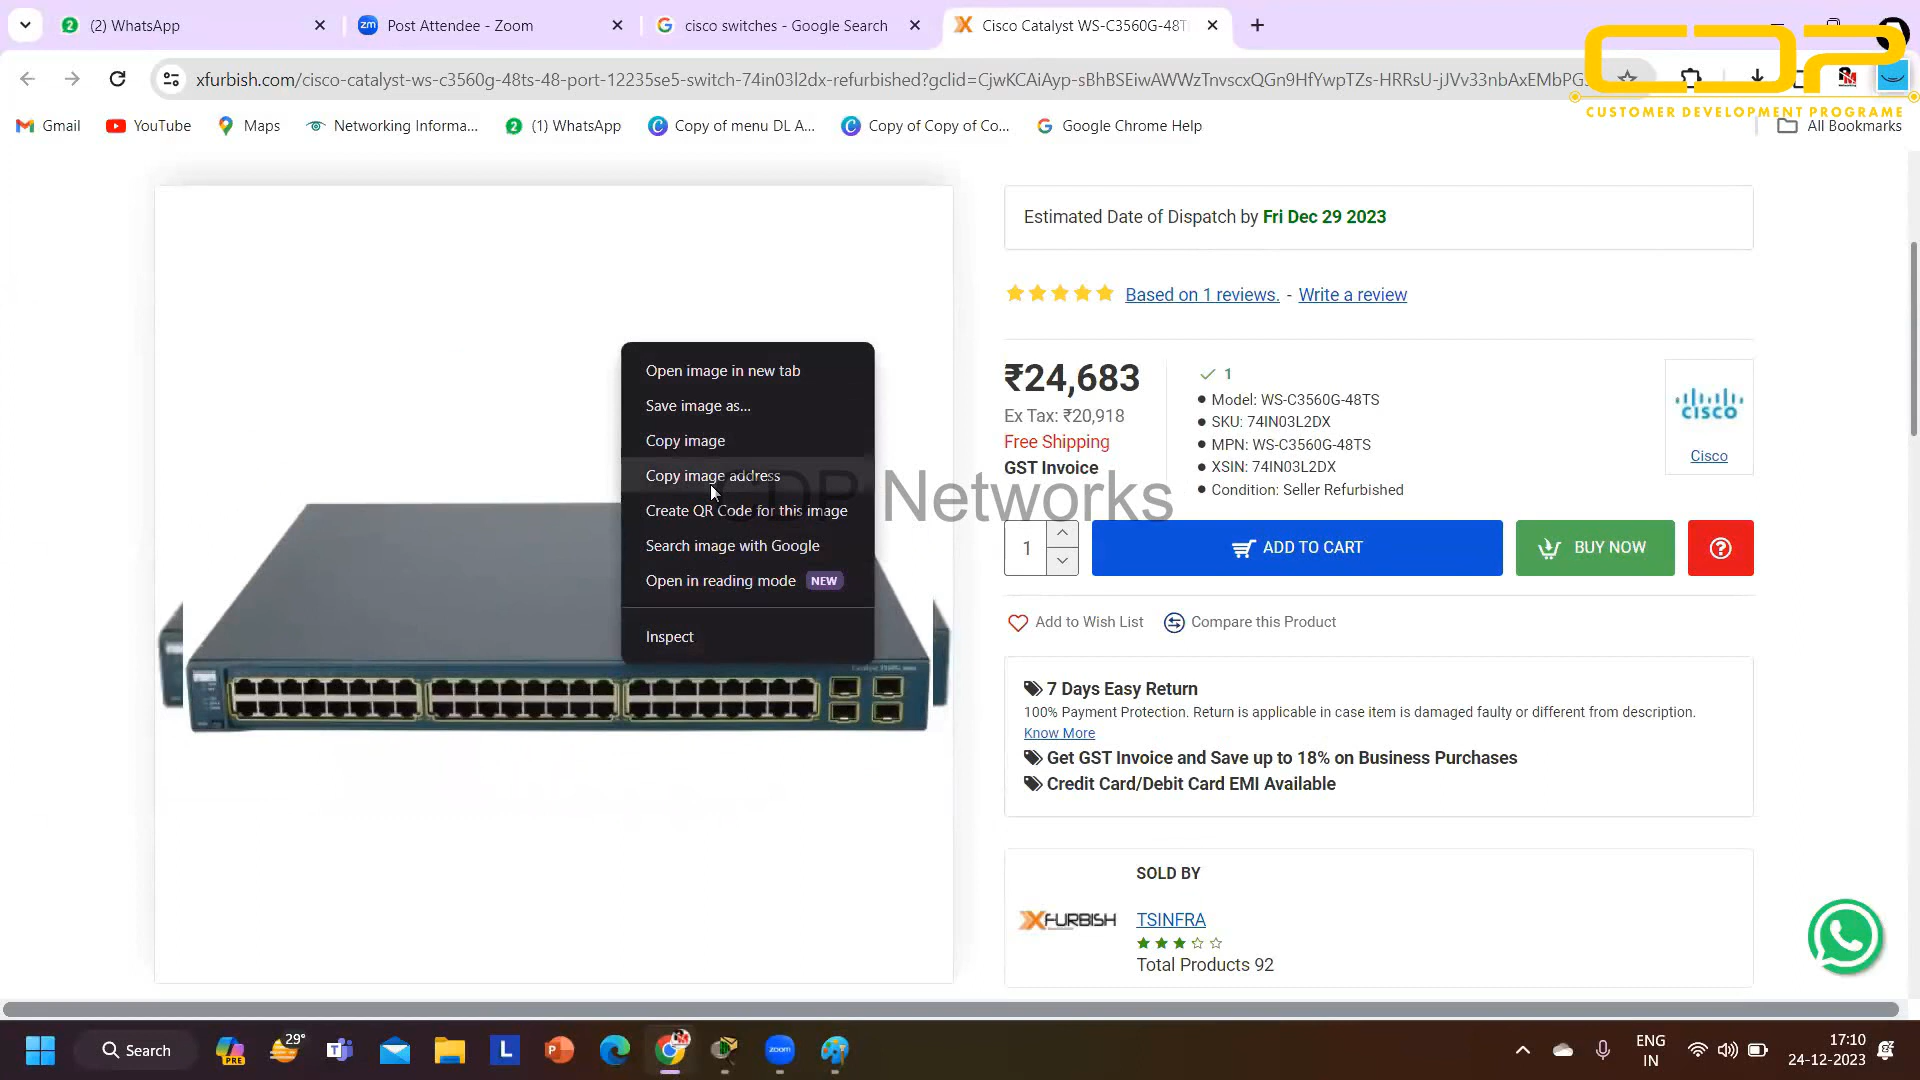 (2) WhatsApp
Post Attendee - Zoom
cisco switches - Google Search
Cisco Catalyst WS-C3560G-48T
xfurbish.com/cisco-catalyst-ws-c3560g-48ts-48-port-12235se5-switch-74in03l2dx-refurbished?gclid=CjwKCAiAyp-sBhBSEiwAWWzTnvscxQGn9HfYwpTZs-HRRsU-jJVv33nbAxEMbPG
CDP
CUSTOMER DEVELOPMENT PROGRAME
Gmail
YouTube
Maps
Networking Informa...
(1) WhatsApp
Copy of menu DL A...
Copy of Copy of Co...
Google Chrome Help
All Bookmarks
Estimated Date of Dispatch by Fri Dec 29 2023
Based on 1 reviews. - Write a review
Open image in new tab
Save image as...
Copy image
Copy image address
Create QR Code for this image
Search image with Google
Open in reading mode NEW
Inspect
₹24,683
Ex Tax: ₹20,918
Free Shipping
GST Invoice
1
Model: WS-C3560G-48TS
SKU: 74IN03L2DX
MPN: WS-C3560G-48TS
XSIN: 74IN03L2DX
Condition: Seller Refurbished
CISCO
Cisco
CDP Networks
1
ADD TO CART
BUY NOW
Add to Wish List
Compare this Product
7 Days Easy Return
100% Payment Protection. Return is applicable in case item is damaged faulty or different from description.
Know More
Get GST Invoice and Save up to 18% on Business Purchases
Credit Card/Debit Card EMI Available
SOLD BY
XFURBISH
TSINFRA
Total Products 92
Search
PRE
29°
zoom
ENG
IN
17:10
24-12-2023